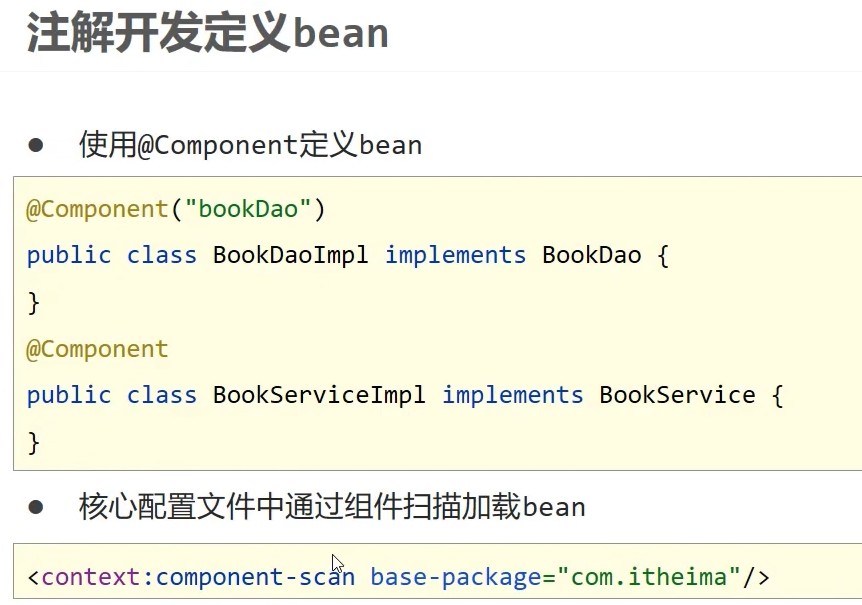 注解开发定义bean
● 使用@Component定义bean
@Component("bookDao")
public class BookDaoImpl implements BookDao {
}
@Component
public class BookServiceImpl implements BookService {
}
● 核心配置文件中通过组件扫描加载bean
<context:component-scan base-package="com.itheima"/>